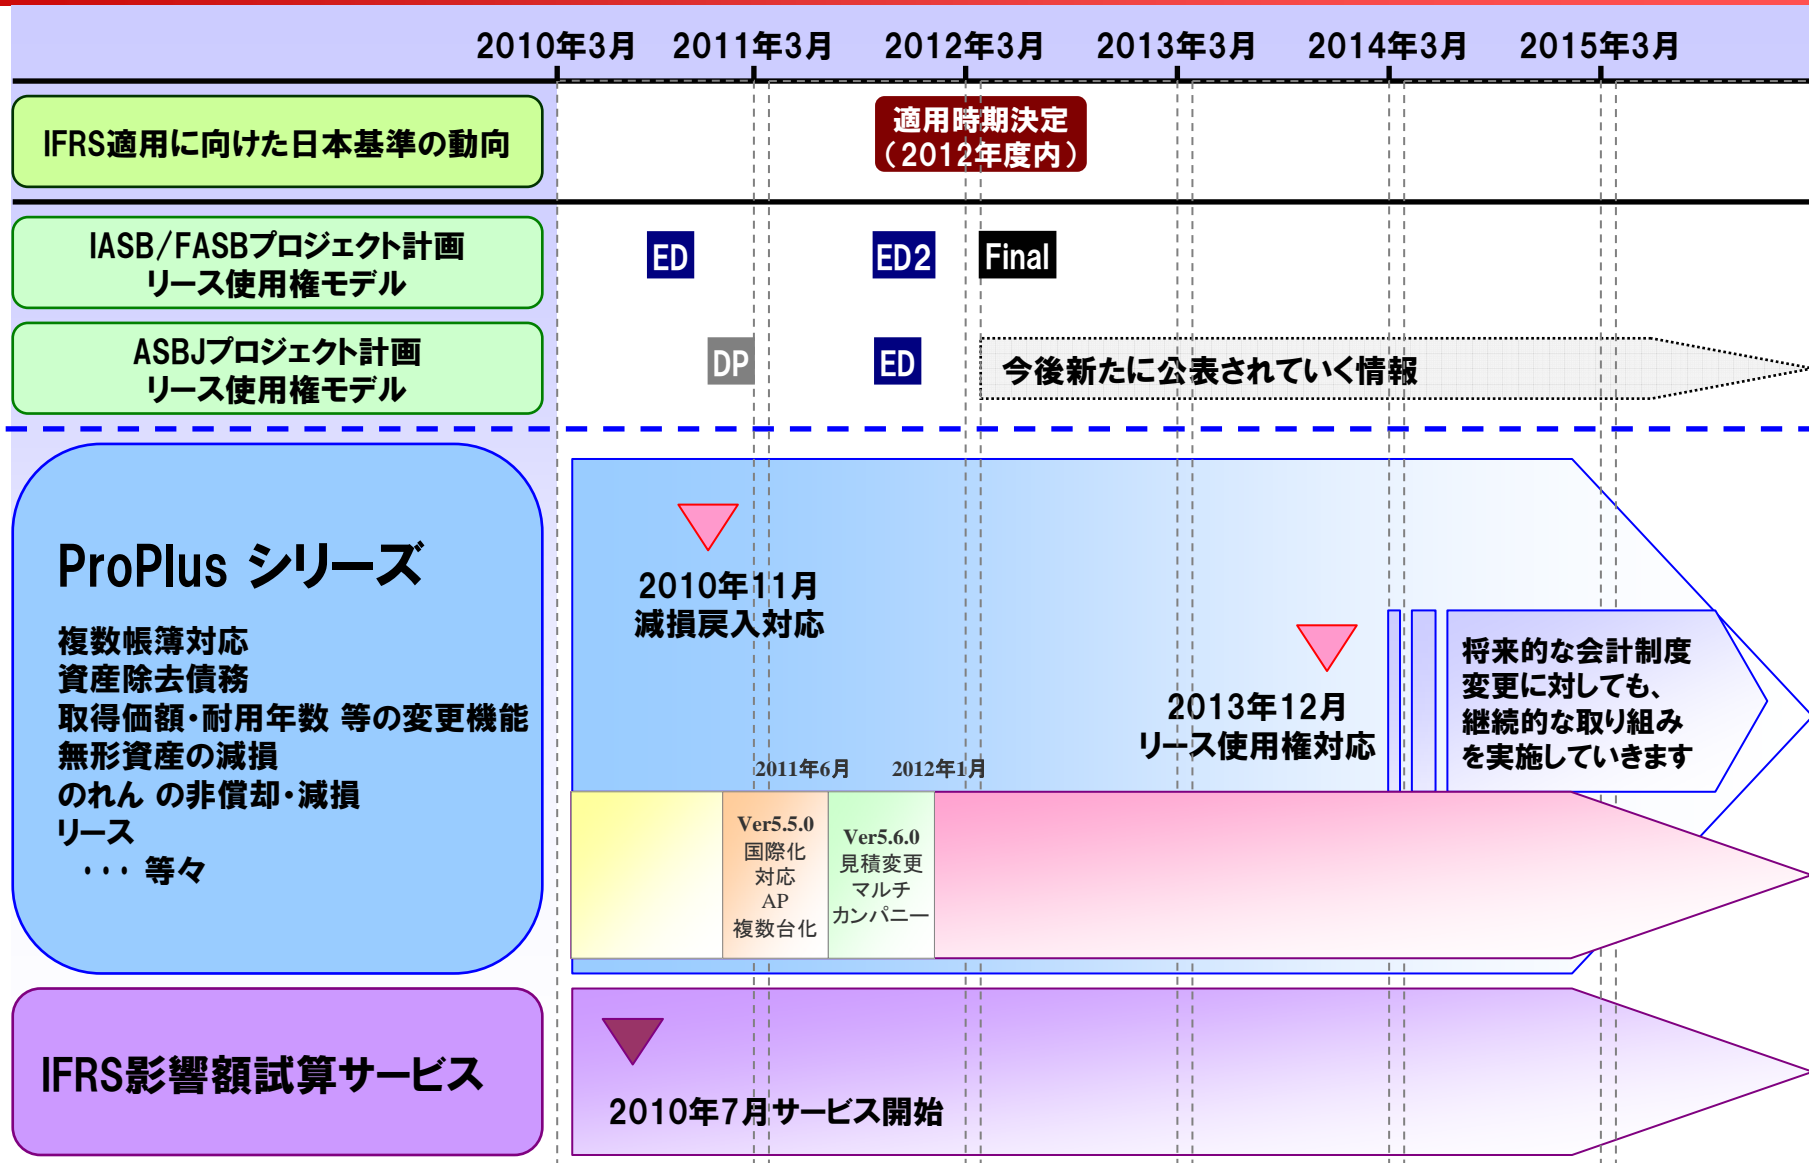 2010年3月 2011年3月 2012年3月 2013年3月 2014年3月 2015年3月
IFRS適用に向けた日本基準の動向
適用時期決定
（2012年度内）
IASB/FASBプロジェクト計画
リース使用権モデル
ED
ED2
Final
ASBJプロジェクト計画
リース使用権モデル
DP
ED
今後新たに公表されていく情報
ProPlus シリーズ
複数帳簿対応
資産除去債務
取得価額・耐用年数 等の変更機能
無形資産の減損
のれん の非償却・減損
リース
・・・ 等々
2010年11月
減損戻入対応
2013年12月
リース使用権対応
将来的な会計制度
変更に対しても、
継続的な取り組み
を実施していきます
2011年6月
2012年1月
Ver5.5.0
国際化
対応
AP
複数台化
Ver5.6.0
見積変更
マルチ
カンパニー
IFRS影響額試算サービス
2010年7月サービス開始